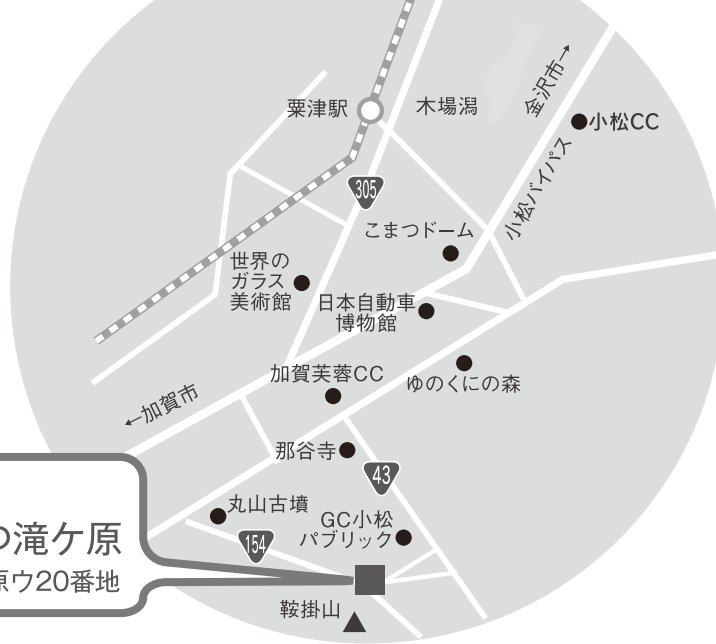 粟津駅
木場潟
金沢市→
小松CC
小松バイパス
305
こまつドーム
世界の
ガラス
美術館
日本自動車
博物館
加賀芙蓉CC
ゆのくにの森
←加賀市
那谷寺
43
丸山古墳
GC小松
パブリック
154
の滝ケ原
原ウ20番地
鞍掛山